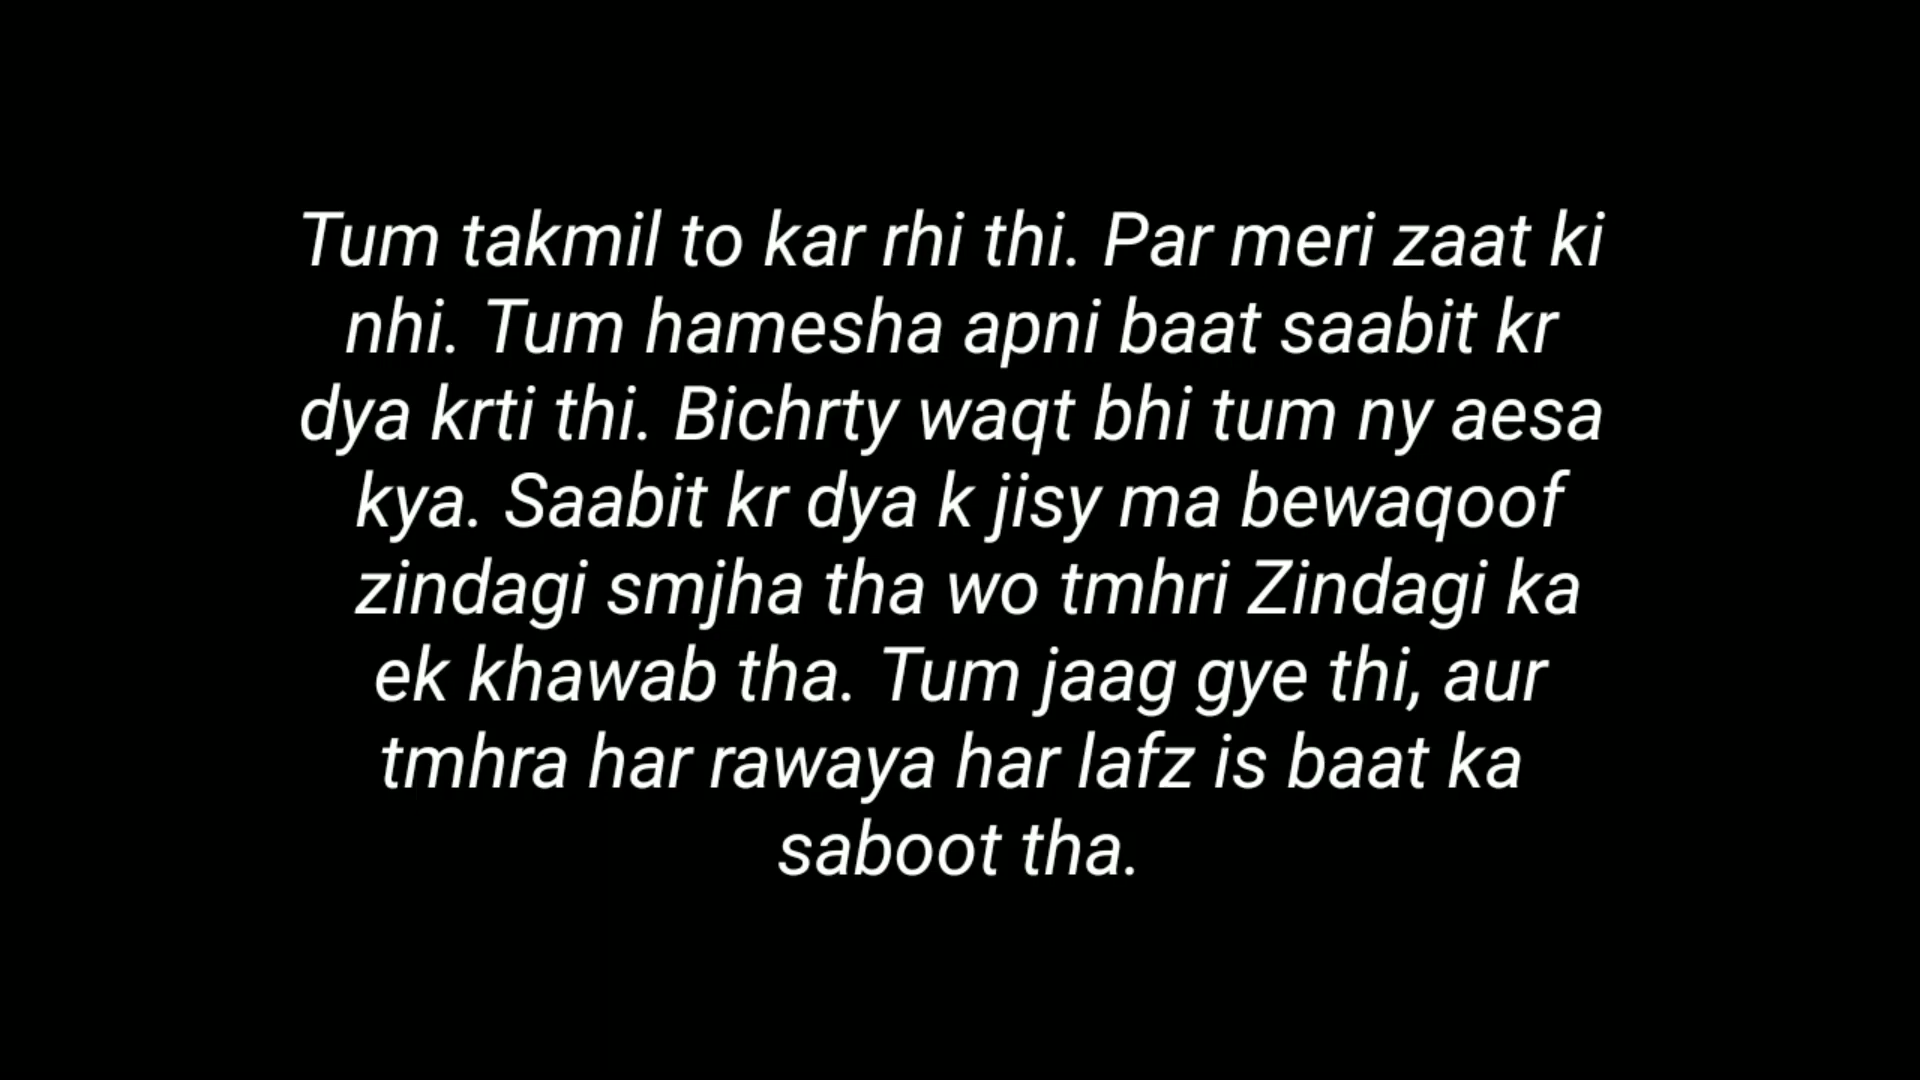 Tum takmil to kar rhi thi. Par meri zaat ki
nhi. Tum hamesha apni baat saabit kr
dya krti thi. Bichrty waqt bhi tum ny aesa
kya. Saabit kr dya k jisy ma bewaqoof
zindagi smjha tha wo tmhri Zindagi ka
ek khawab tha. Tum jaag gye thi, aur
tmhra har rawaya har lafz is baat ka
saboot tha.